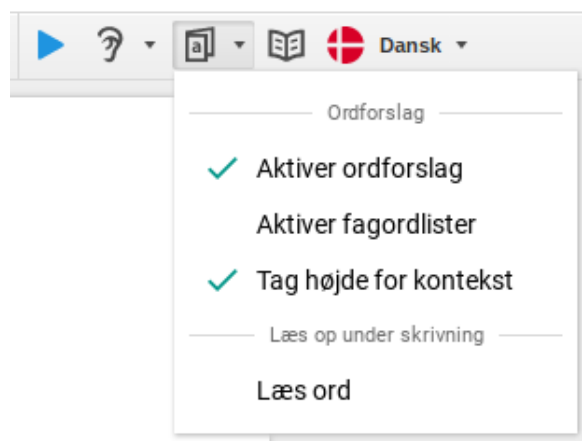 a
Dansk
Ordforslag
Aktiver ordforslag
Aktiver fagordlister
Tag højde for kontekst
Læs op under skrivning
Læs ord